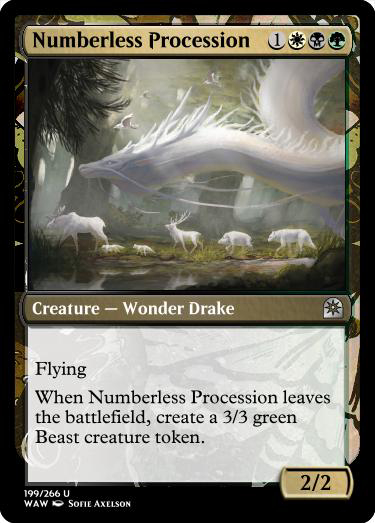 Numberless Procession 1
Creature — Wonder Drake
Flying
When Numberless Procession leaves
the battlefield, create a 3/3 green
Beast creature token.
2/2
199/266 U
WAW SOFIE AXELSON